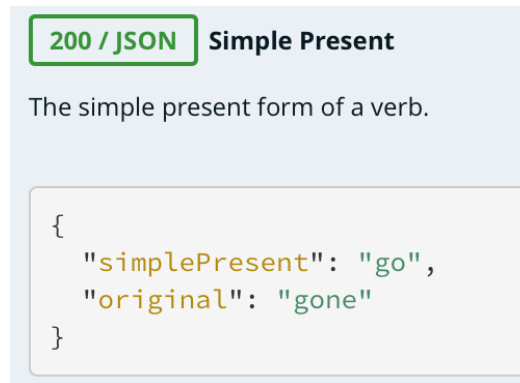 200 / JSON Simple Present
The simple present form of a verb.
{
"simplePresent": "go",
"original": "gone"
}